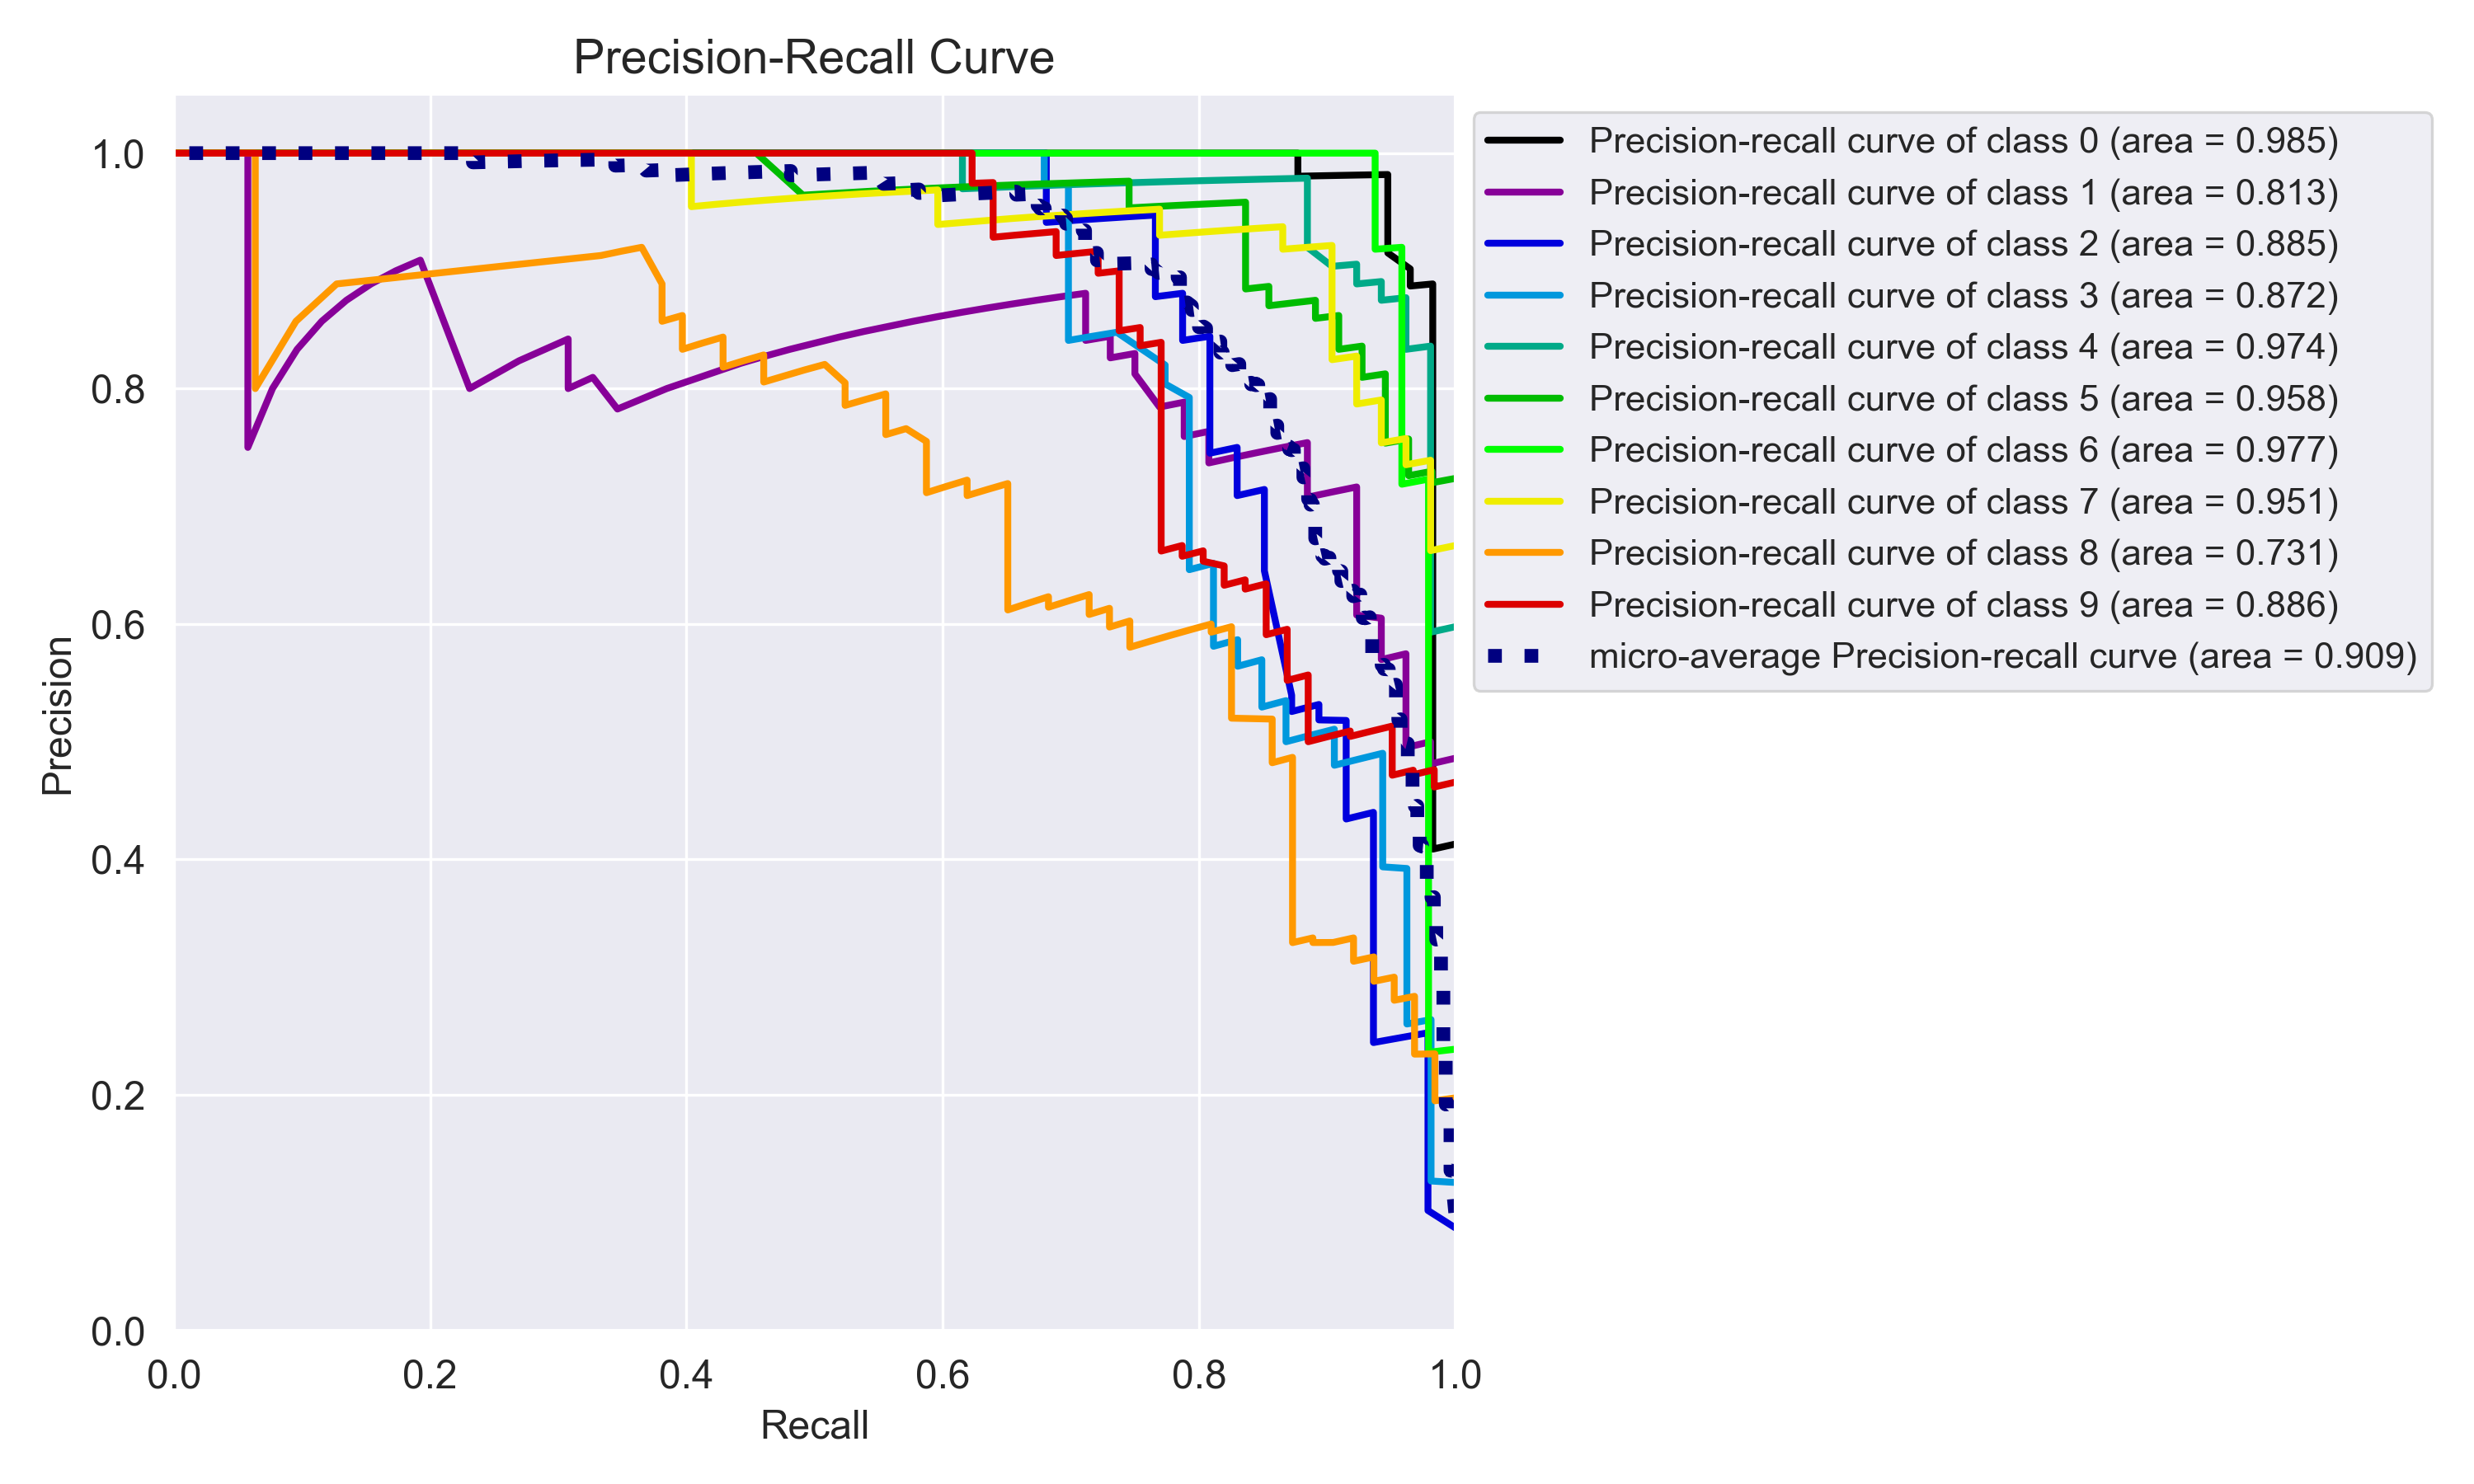 Precision-Recall Curve
1.0
0.8
0.6
0.4
0.2
0.0
Precision
0.0 0.2 0.4 0.6 0.8 1.0
Recall
Precision-recall curve of class 0 (area = 0.985)
Precision-recall curve of class 1 (area = 0.813)
Precision-recall curve of class 2 (area = 0.885)
Precision-recall curve of class 3 (area = 0.872)
Precision-recall curve of class 4 (area = 0.974)
Precision-recall curve of class 5 (area = 0.958)
Precision-recall curve of class 6 (area = 0.977)
Precision-recall curve of class 7 (area = 0.951)
Precision-recall curve of class 8 (area = 0.731)
Precision-recall curve of class 9 (area = 0.886)
micro-average Precision-recall curve (area = 0.909)